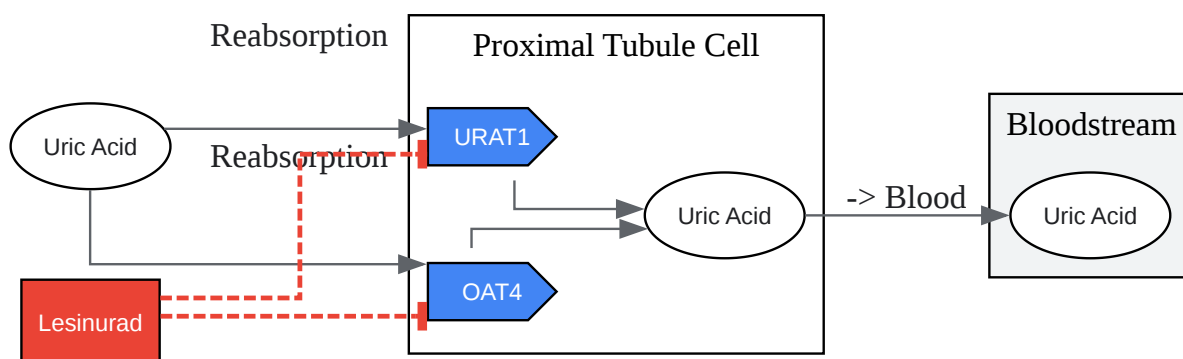 Reabsorption
Proximal Tubule Cell
Uric Acid
URAT1
Reabsorption
Bloodstream
Uric Acid
-> Blood
Uric Acid
OAT4
Lesinurad